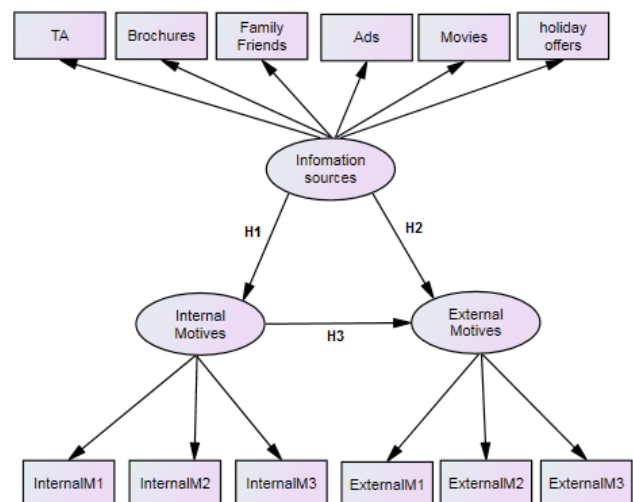 TA
Brochures
Family
Friends
Ads
Movies
holiday
offers
Infomation
sources
H1
H2
Internal
Motives
External
Motives
H3
InternalM1
InternalM2
InternalM3
ExternalM1
ExternalM2
ExternalM3